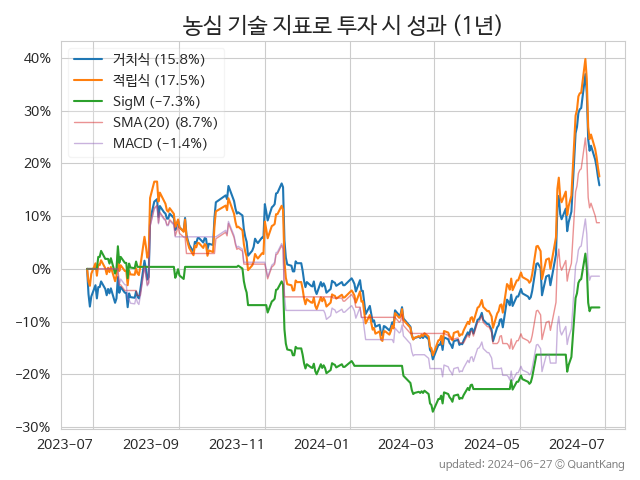 농심 기술 지표로 투자 시 성과 (1년)
거치식 (15.8%)
적립식 (17.5%)
SigM (−7.3%)
SMA(20) (8.7%)
MACD (−1.4%)
40%
30%
20%
10%
0%
−10%
−20%
−30%
2023-07 2023-09 2023-11 2024-01 2024-03 2024-05 2024-07
updated: 2024-06-27 © QuantKang